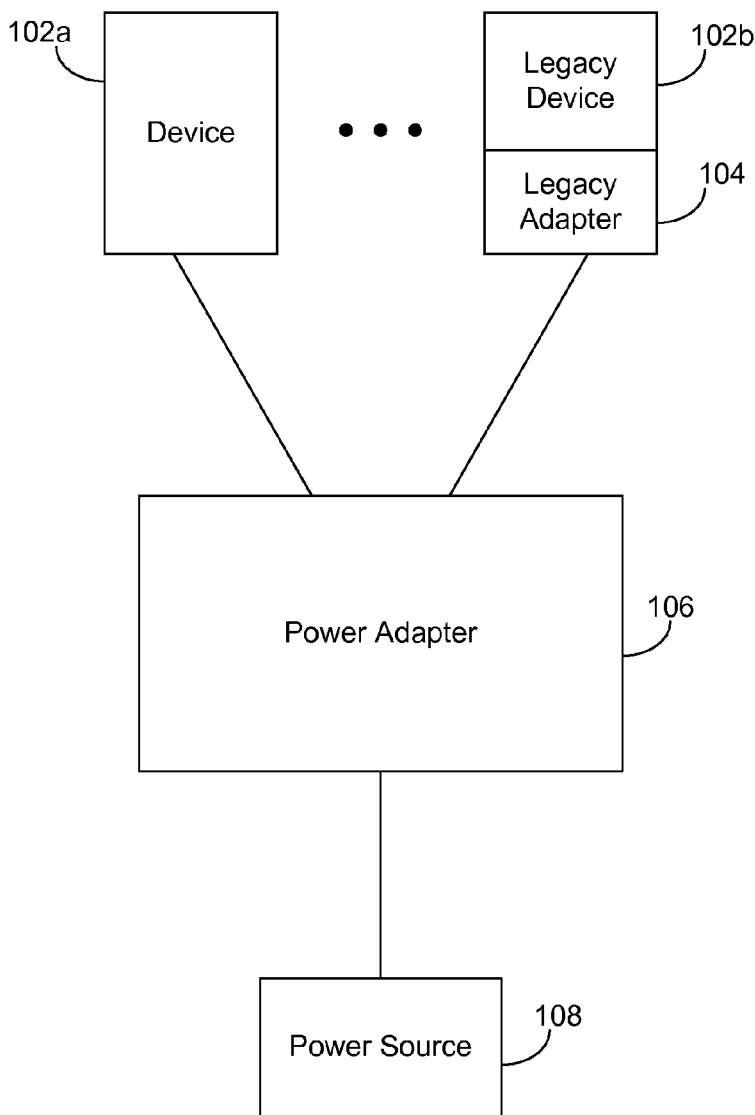 102a
Device
Legacy
Device
102b
Legacy
Adapter
104
Power Adapter
106
Power Source
108